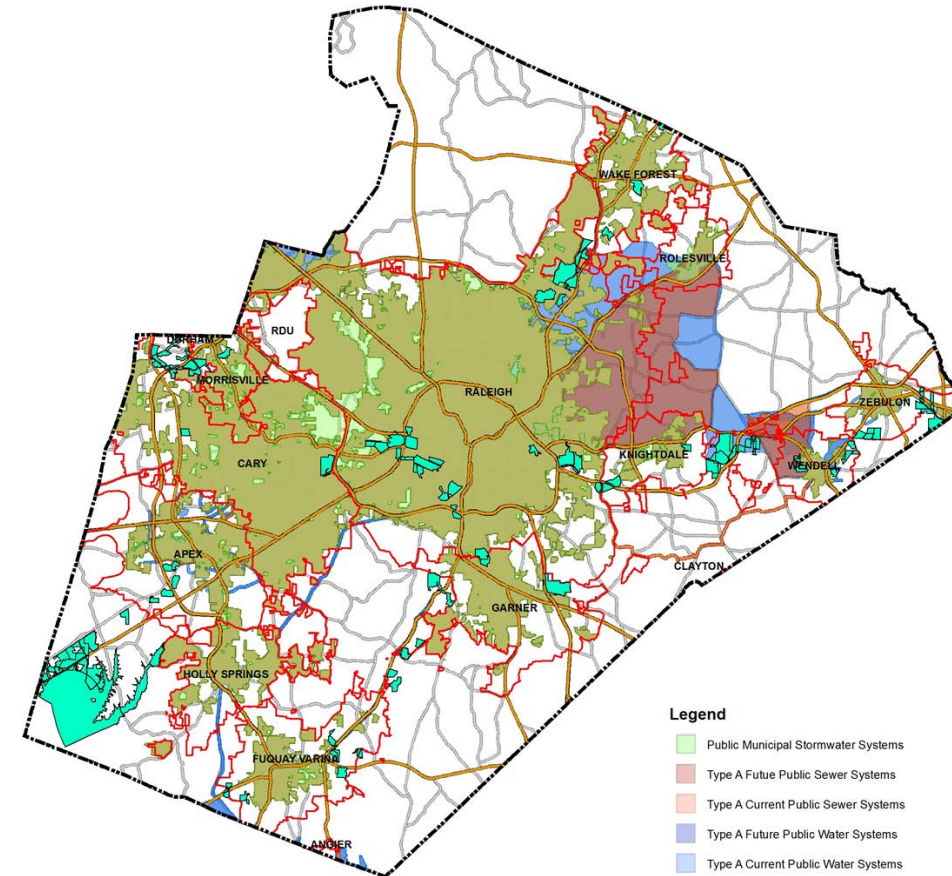 WAKE FOREST
ROLESVILLE
RDU
DURHAM
MORRISVILLE
RALEIGH
ZEBULON
CARY
KNIGHTDALE
WENDELL
APEX
CLAYTON
GARNER
HOLLY SPRINGS
FUQUAY VARINA
ANGIER
Legend
Public Municipal Stormwater Systems
Type A Futue Public Sewer Systems
Type A Current Public Sewer Systems
Type A Future Public Water Systems
Type A Current Public Water Systems